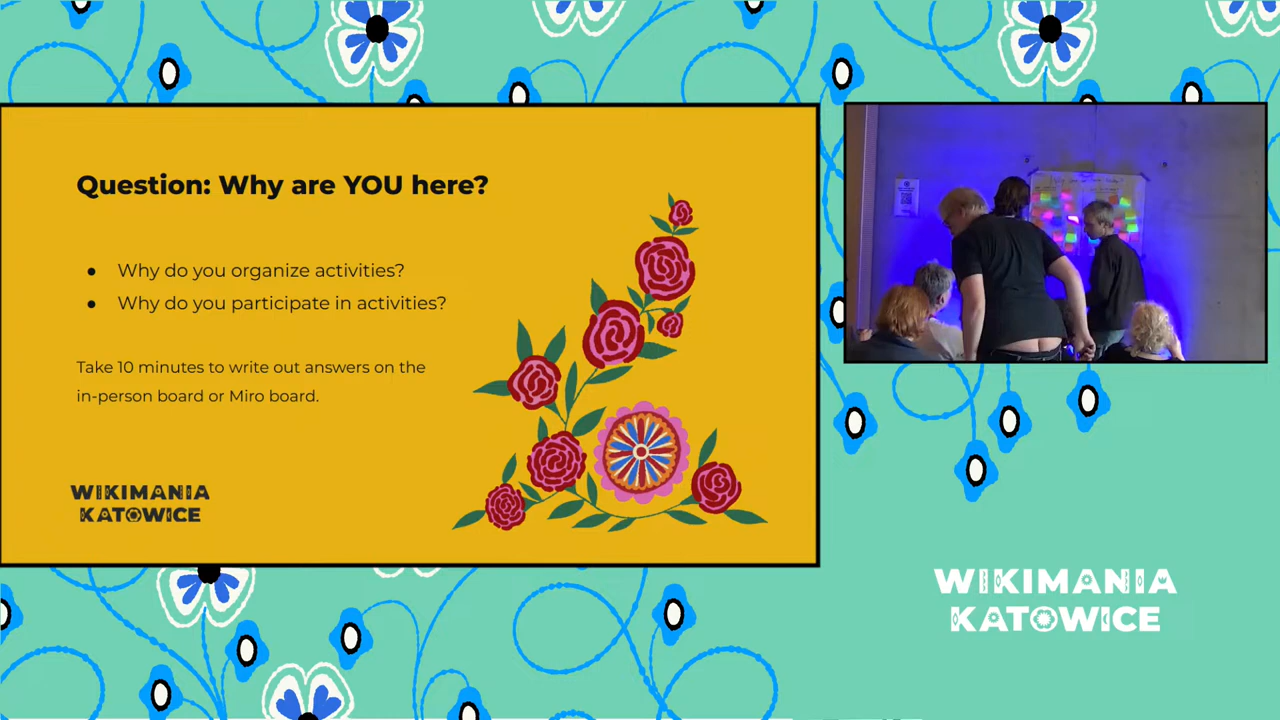 Question: Why are YOU here?
● Why do you organize activities?
● Why do you participate in activities?
Take 10 minutes to write out answers on the
in-person board or Miro board.
WIKIMANIA
KATOWICE
WIKIMANIA
KATOWICE